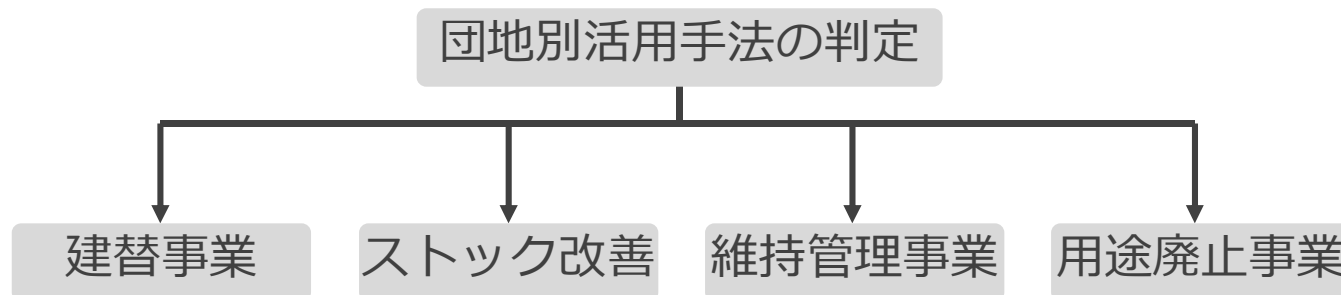 団地別活用手法の判定
建替事業
ストック改善
維持管理事業
用途廃止事業